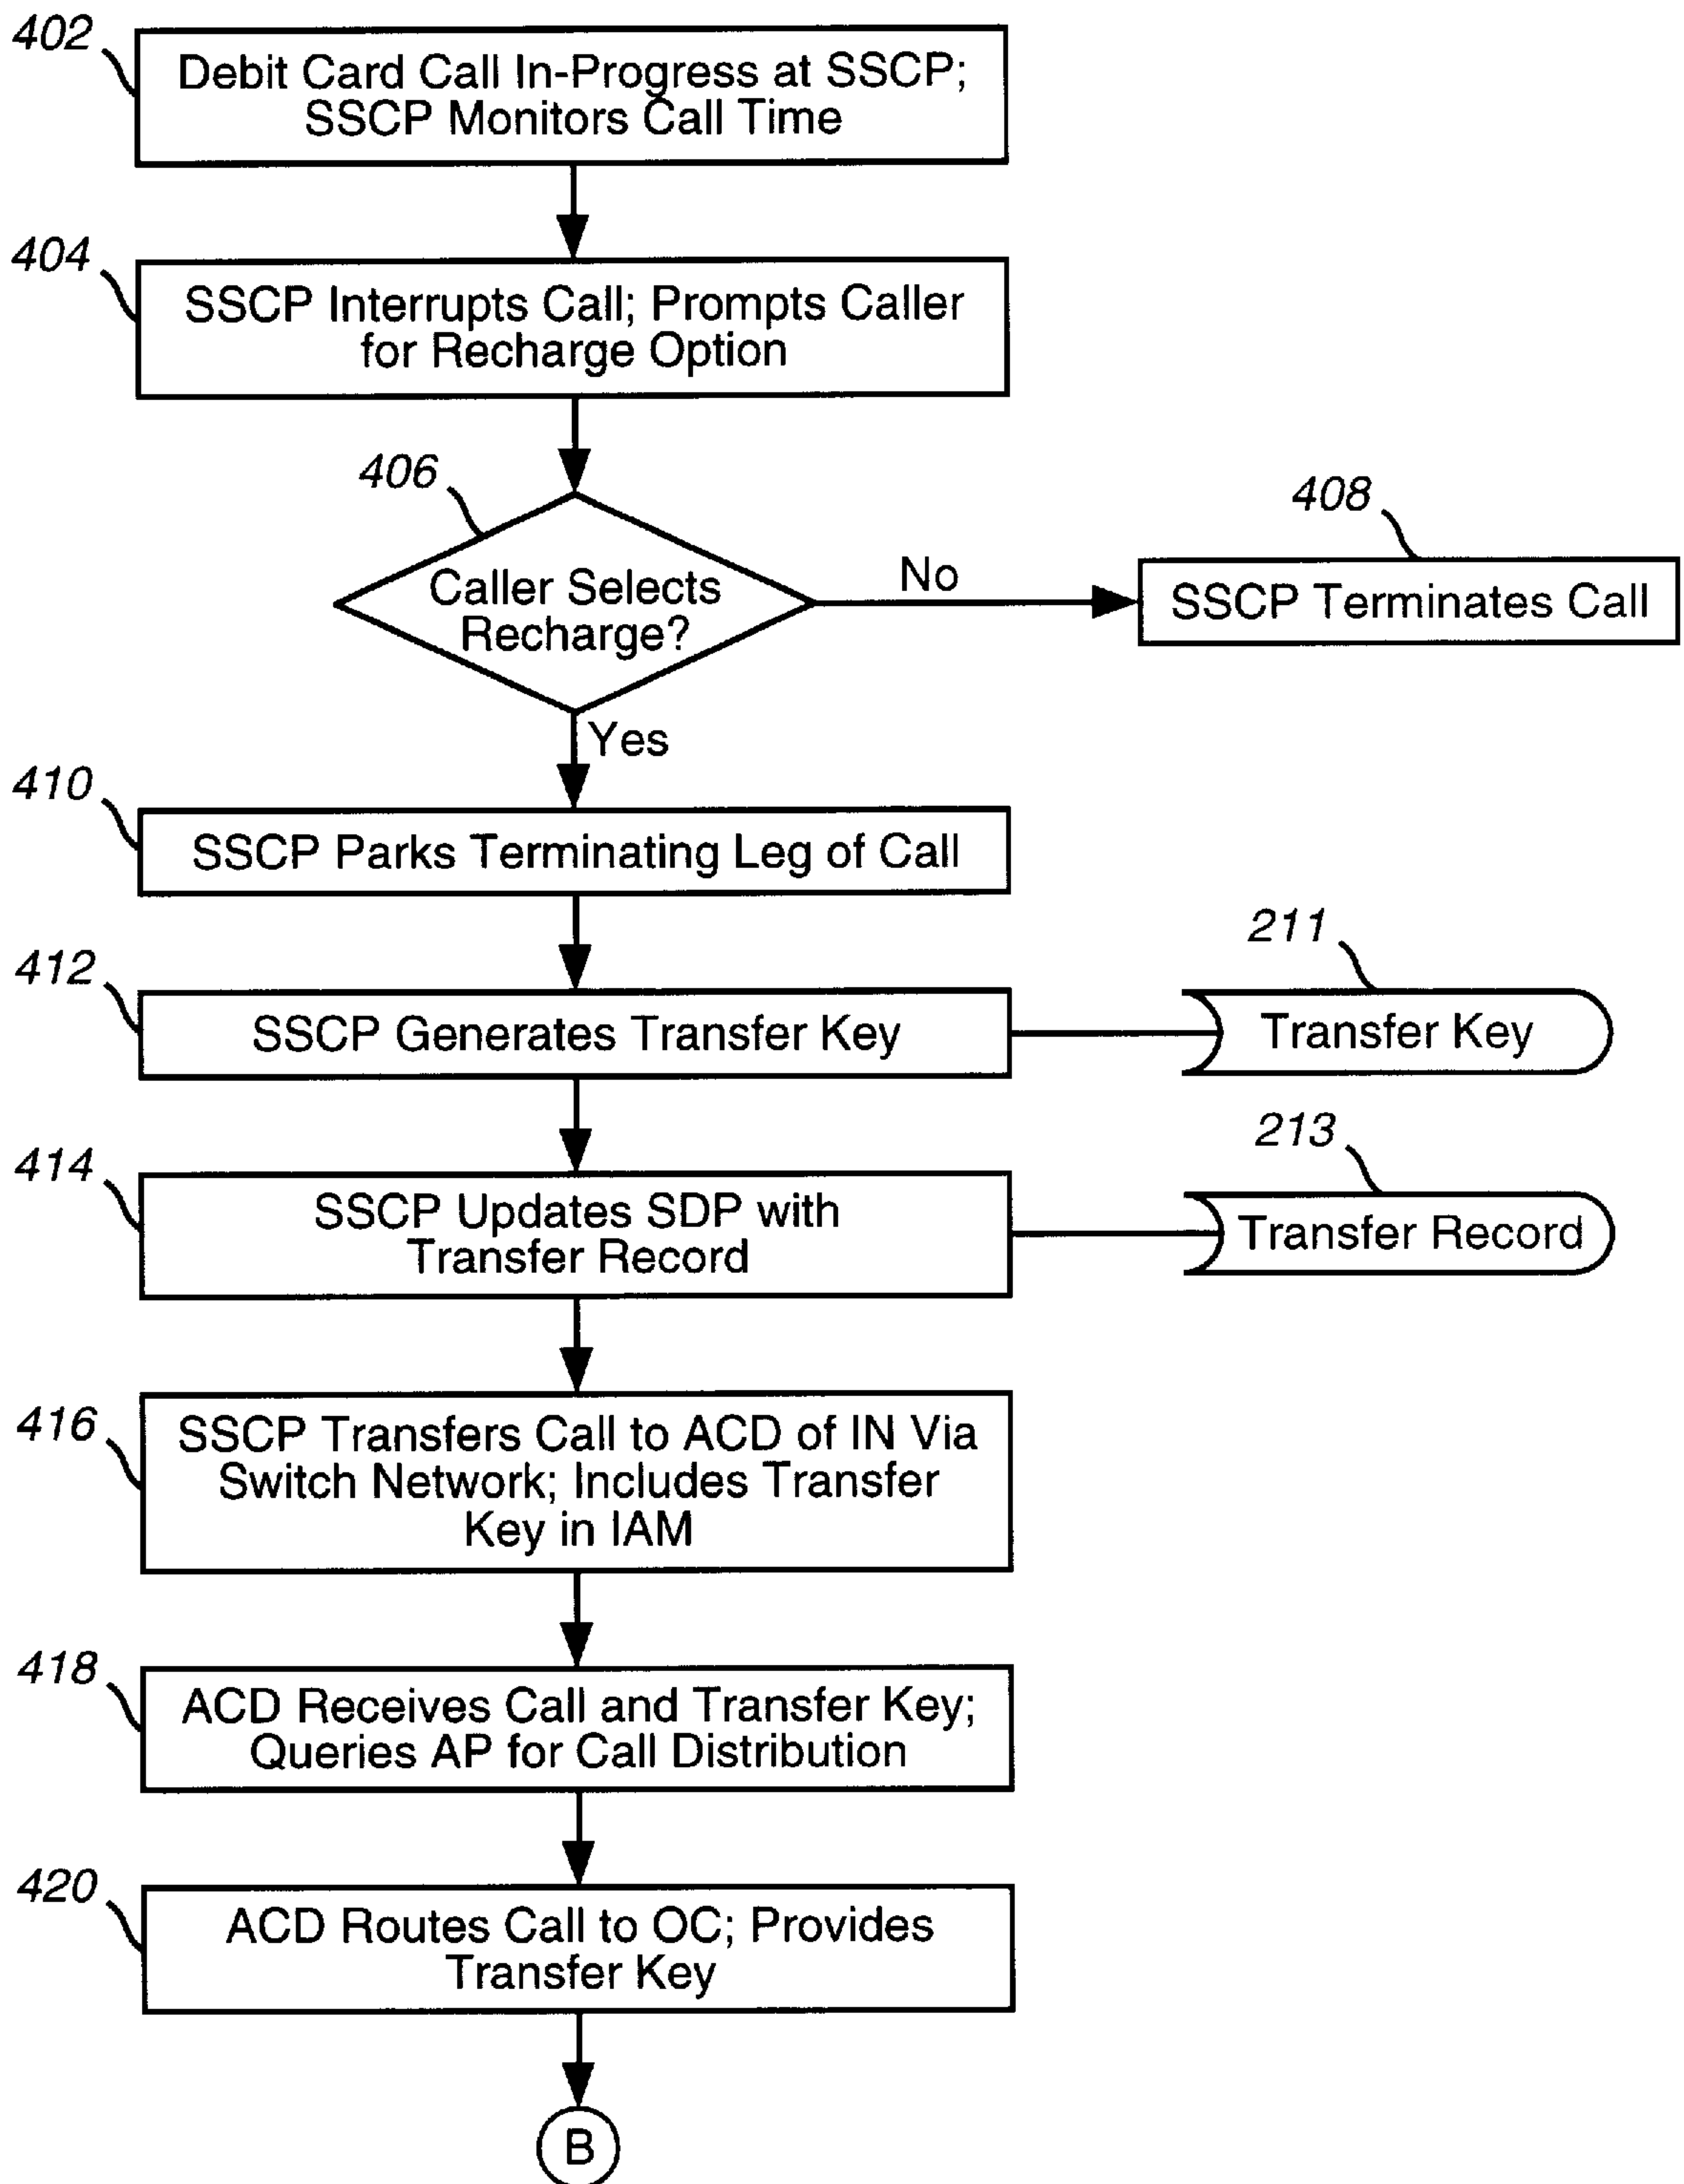 402
Debit Card Call In-Progress at SSCP;
SSCP Monitors Call Time
404
SSCP Interrupts Call; Prompts Caller
for Recharge Option
406
Caller Selects
Recharge?
No
408
SSCP Terminates Call
Yes
410
SSCP Parks Terminating Leg of Call
412
SSCP Generates Transfer Key
211
Transfer Key
414
SSCP Updates SDP with
Transfer Record
213
Transfer Record
416
SSCP Transfers Call to ACD of IN Via
Switch Network; Includes Transfer
Key in IAM
418
ACD Receives Call and Transfer Key;
Queries AP for Call Distribution
420
ACD Routes Call to OC; Provides
Transfer Key
B